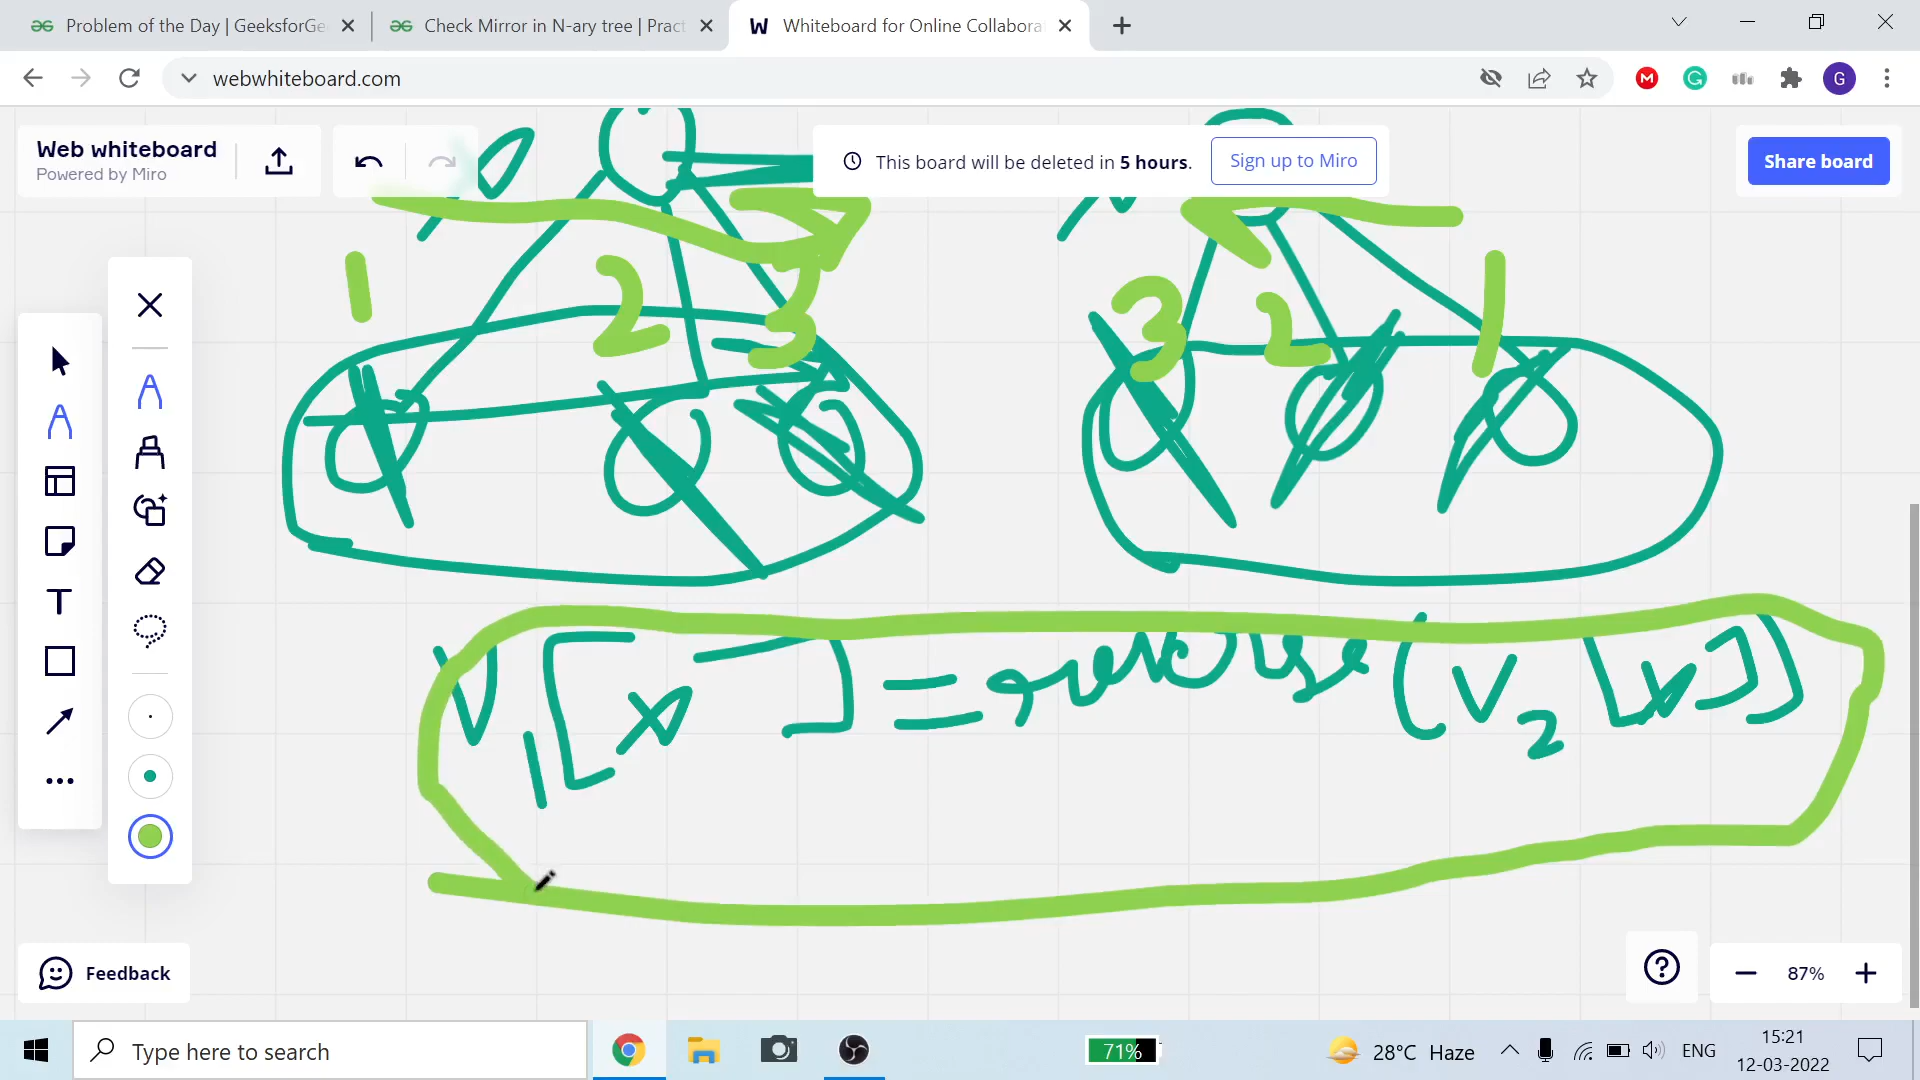 Problem of the Day | GeeksforGe
Check Mirror in N-ary tree | Pract
W Whiteboard for Online Collabora
webwhiteboard.com
M G G
Web whiteboard
Powered by Miro
This board will be deleted in 5 hours.
Sign up to Miro
Share board
1 2 3
3 2 1
V1[x] = reverse(V2[x])
T
Feedback
87%
Type here to search
71%
28°C Haze
ENG
15:21
12-03-2022